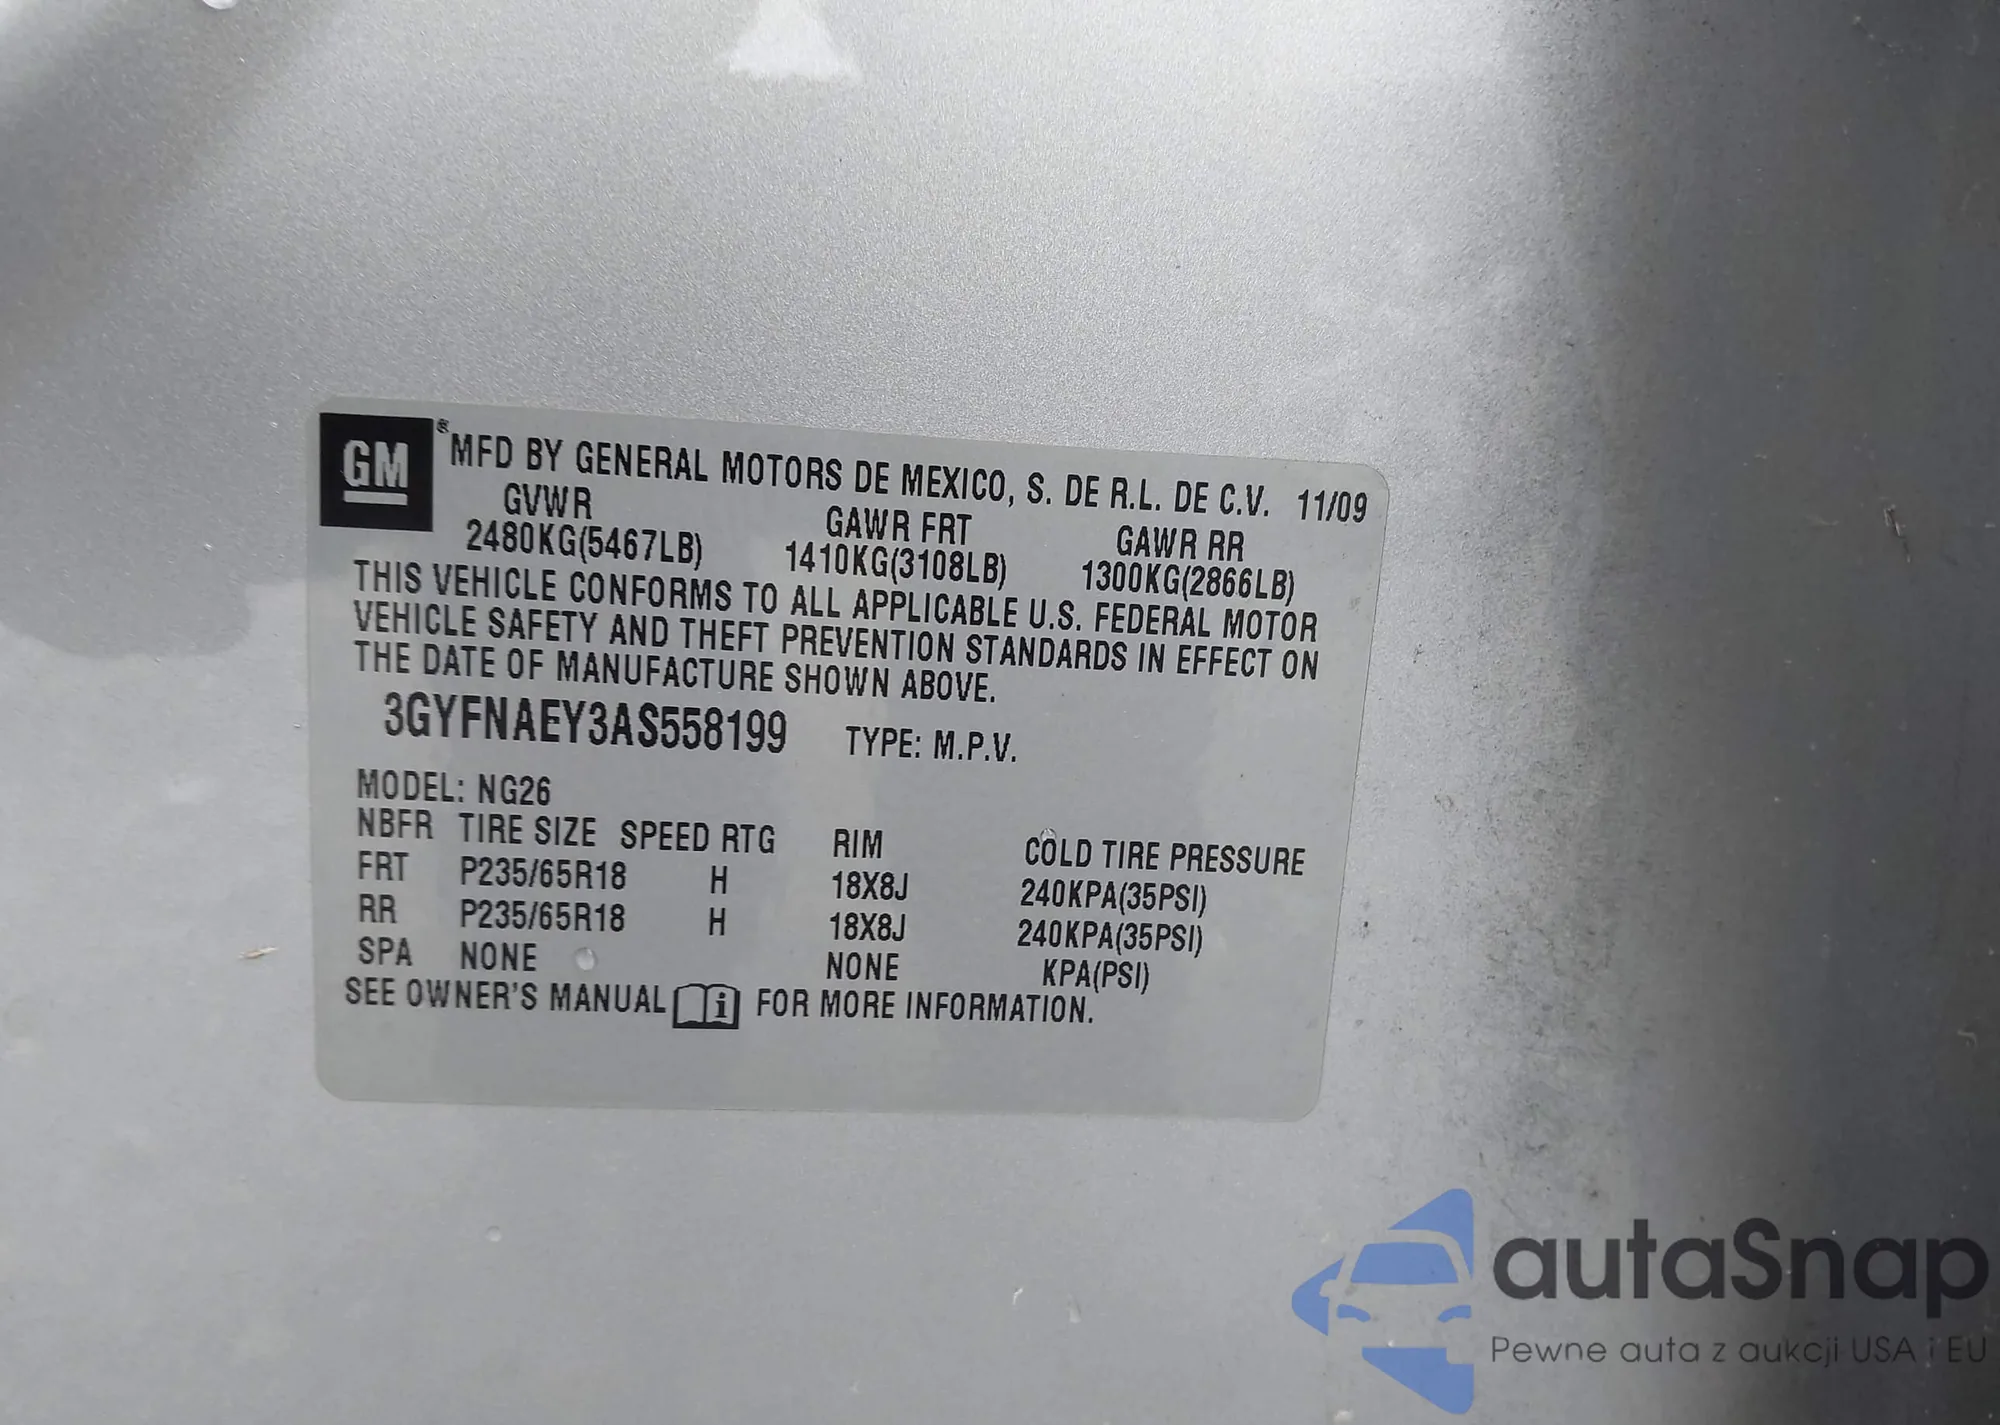 GM
® MFD BY GENERAL MOTORS DE MEXICO, S. DE R.L. DE C.V. 11/09
GVWR GAWR FRT GAWR RR
2480KG(5467LB) 1410KG(3108LB) 1300KG(2866LB)
THIS VEHICLE CONFORMS TO ALL APPLICABLE U.S. FEDERAL MOTOR
VEHICLE SAFETY AND THEFT PREVENTION STANDARDS IN EFFECT ON
THE DATE OF MANUFACTURE SHOWN ABOVE.
3GYFNAEY3AS558199 TYPE: M.P.V.
MODEL: NG26
NBFR TIRE SIZE SPEED RTG RIM COLD TIRE PRESSURE
FRT P235/65R18 H 18X8J 240KPA(35PSI)
RR P235/65R18 H 18X8J 240KPA(35PSI)
SPA NONE NONE KPA(PSI)
SEE OWNER'S MANUAL i FOR MORE INFORMATION.
autaSnap
Pewne auta z aukcji USA i EU